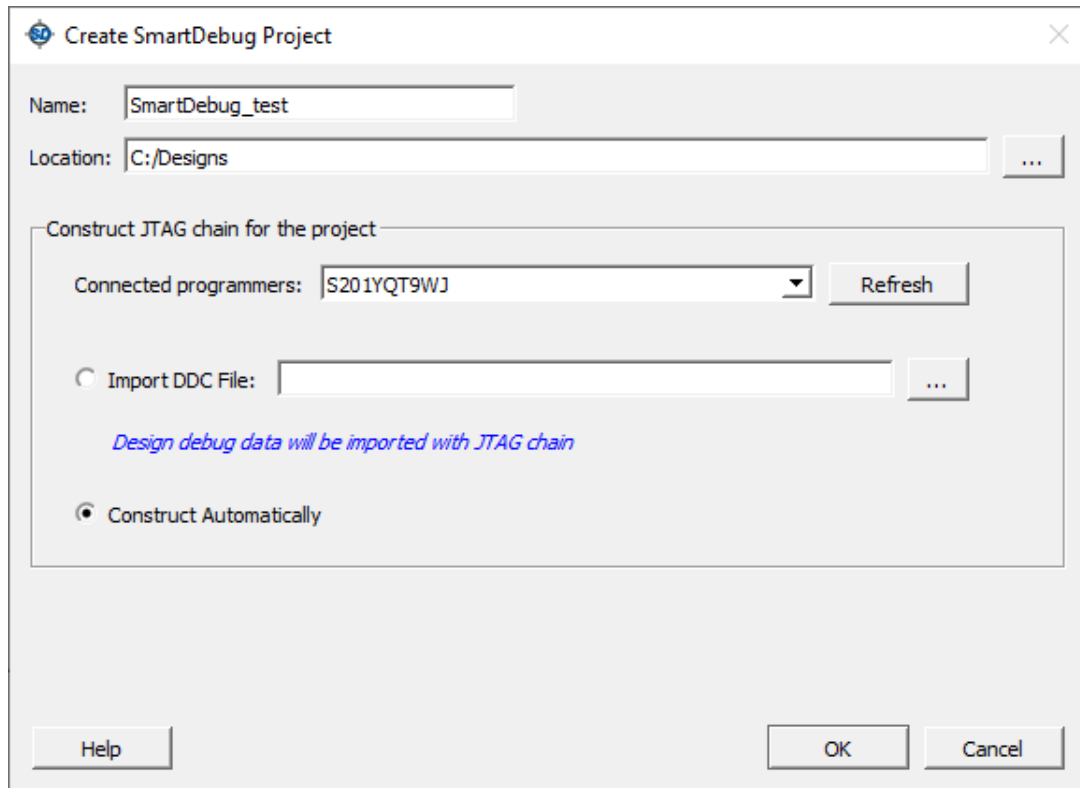 Create SmartDebug Project
Name: SmartDebug_test
Location: C:/Designs ...
Construct JTAG chain for the project
Connected programmers: S201YQT9WJ Refresh
Import DDC File: ...
Design debug data will be imported with JTAG chain
Construct Automatically
Help OK Cancel